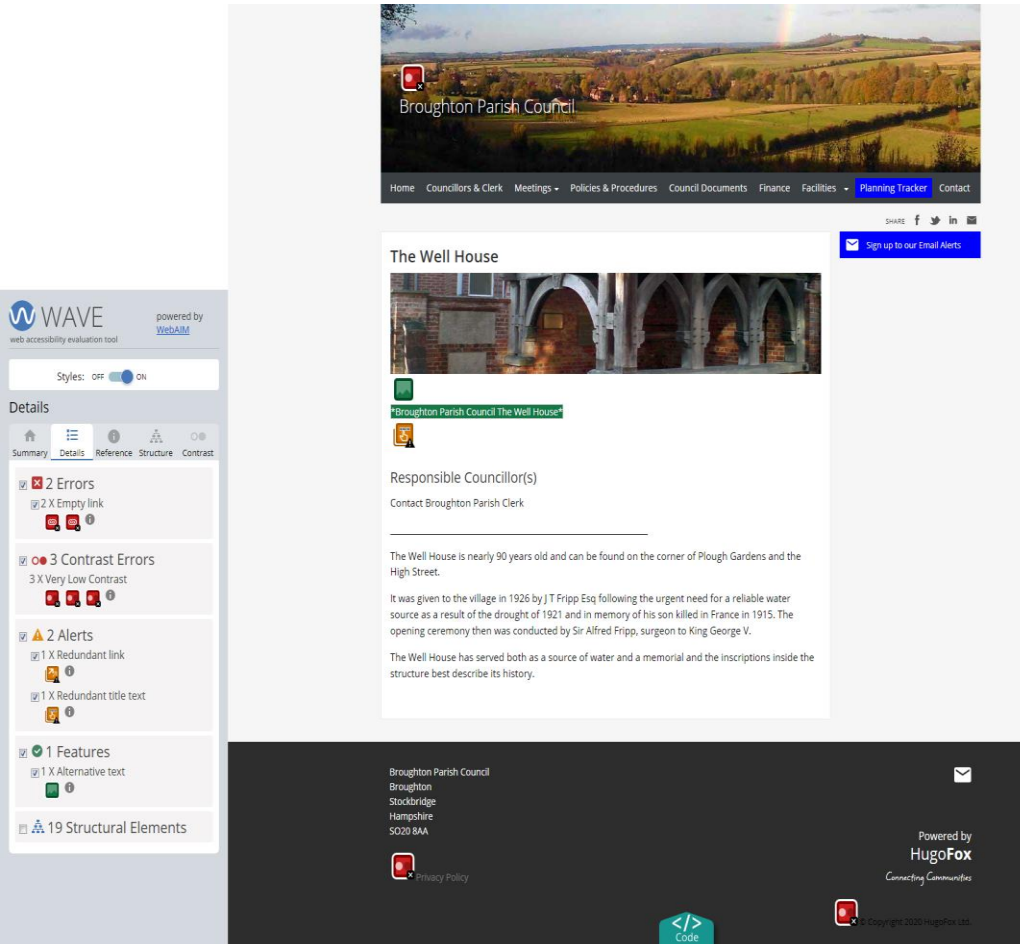 Broughton Parish Council
Home Councillors & Clerk Meetings Policies & Procedures Council Documents Finance Facilities Planning Tracker Contact
SHARE
Sign up to our Email Alerts
The Well House
*Broughton Parish Council The Well House*
Responsible Councillor(s)
Contact Broughton Parish Clerk
The Well House is nearly 90 years old and can be found on the corner of Plough Gardens and the
High Street.
It was given to the village in 1926 by J T Fripp Esq following the urgent need for a reliable water
source as a result of the drought of 1921 and in memory of his son killed in France in 1915. The
opening ceremony then was conducted by Sir Alfred Fripp, surgeon to King George V.
The Well House has served both as a source of water and a memorial and the inscriptions inside the
structure best describe its history.
WAVE
powered by
WebAIM
web accessibility evaluation tool
Styles: OFF ON
Details
Summary Details Reference Structure Contrast
2 Errors
2 X Empty link
3 Contrast Errors
3 X Very Low Contrast
2 Alerts
1 X Redundant link
1 X Redundant title text
1 Features
1 X Alternative text
19 Structural Elements
Broughton Parish Council
Broughton
Stockbridge
Hampshire
SO20 8AA
Privacy Policy
Powered by
HugoFox
Connecting Communities
© Copyright 2020 HugoFox Ltd.
</> 
Code